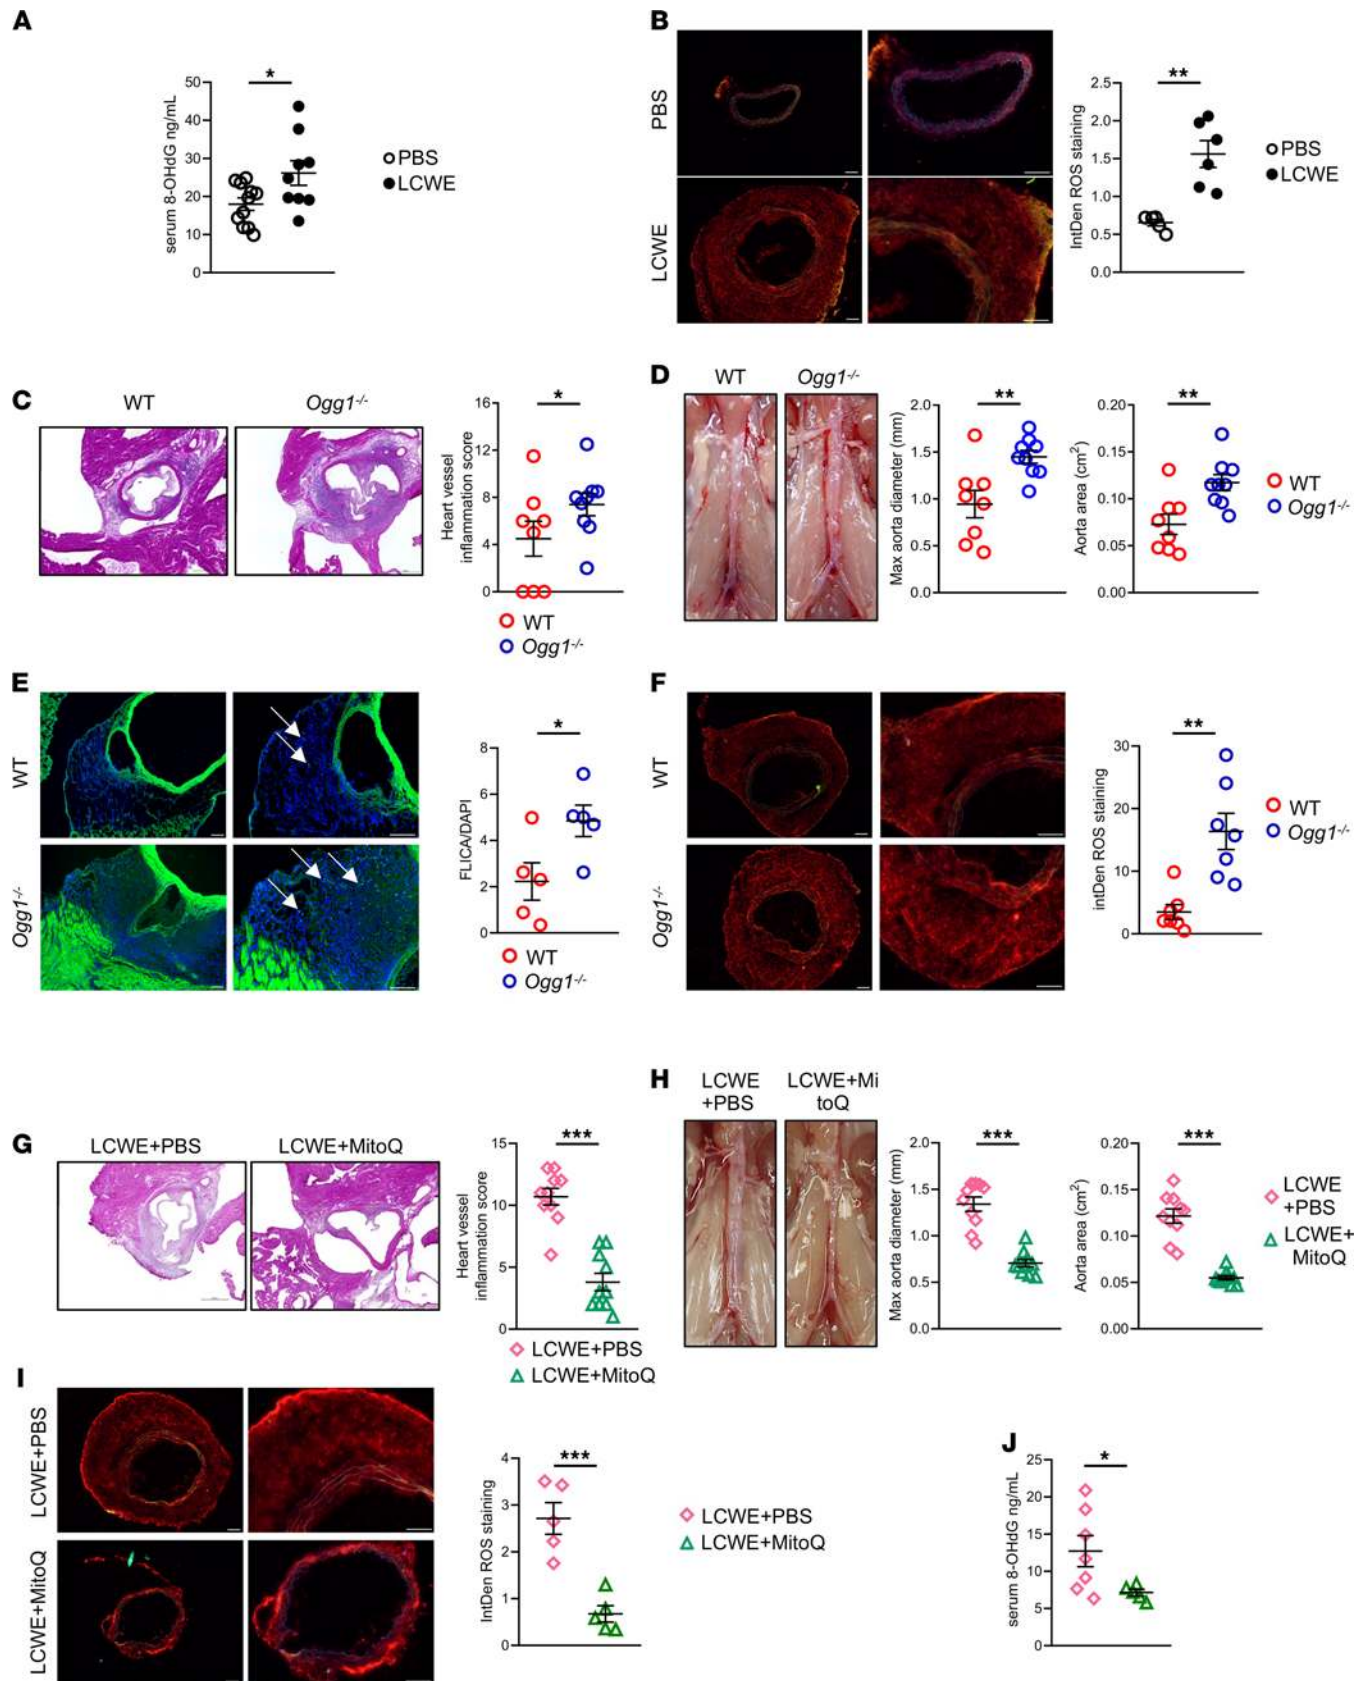 A
*
50
40
30
20
10
0
serum 8-OHdG ng/mL
PBS
LCWE
B
PBS
LCWE
**
2.5
2.0
1.5
1.0
0.5
0.0
IntDen ROS staining
PBS
LCWE
C
WT
Ogg1-/-
*
16
12
8
4
0
Heart vessel
inflammation score
WT
Ogg1-/-
D
WT
Ogg1-/-
**
2.0
1.5
1.0
0.5
0.0
Max aorta diameter (mm)
**
0.20
0.15
0.10
0.05
0.00
Aorta area (cm2)
WT
Ogg1-/-
E
WT
Ogg1-/-
*
8
6
4
2
0
FLICA/DAPI
WT
Ogg1-/-
F
WT
Ogg1-/-
**
30
20
10
0
intDen ROS staining
WT
Ogg1-/-
G
LCWE+PBS
LCWE+MitoQ
***
15
10
5
0
Heart vessel
inflammation score
LCWE+PBS
LCWE+MitoQ
H
LCWE
+PBS
LCWE+Mi
toQ
***
2.0
1.5
1.0
0.5
0.0
Max aorta diameter (mm)
***
0.20
0.15
0.10
0.05
0.00
Aorta area (cm2)
LCWE
+PBS
LCWE+
MitoQ
I
LCWE+PBS
LCWE+MitoQ
***
4
3
2
1
0
IntDen ROS staining
LCWE+PBS
LCWE+MitoQ
J
*
25
20
15
10
5
0
serum 8-OHdG ng/mL